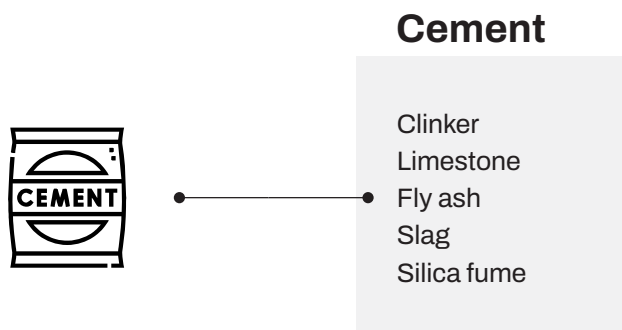 Cement
CEMENT
Clinker
Limestone
Fly ash
Slag
Silica fume